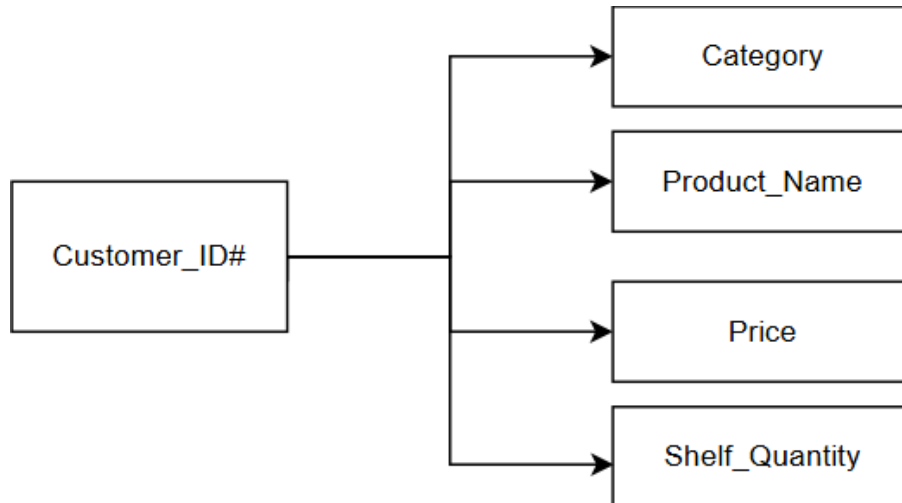 Customer_ID#
Category
Product_Name
Price
Shelf_Quantity